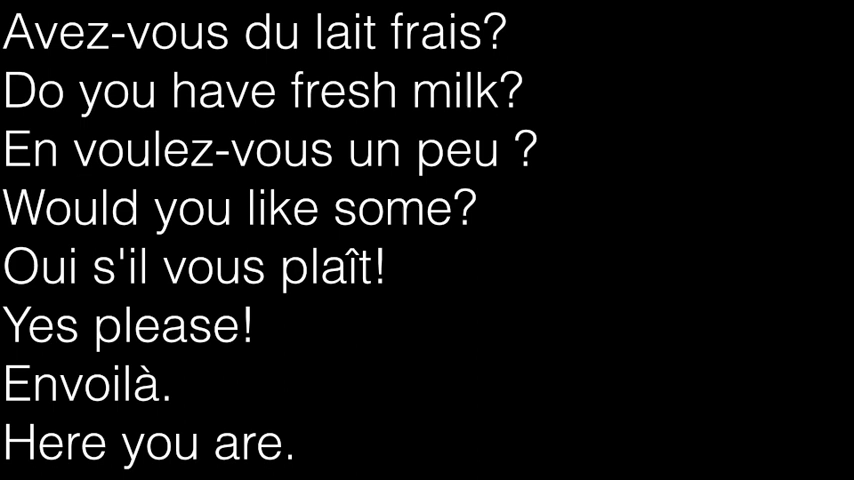 Avez-vous du lait frais?
Do you have fresh milk?
En voulez-vous un peu ?
Would you like some?
Oui s'il vous plaît!
Yes please!
Envoilà.
Here you are.